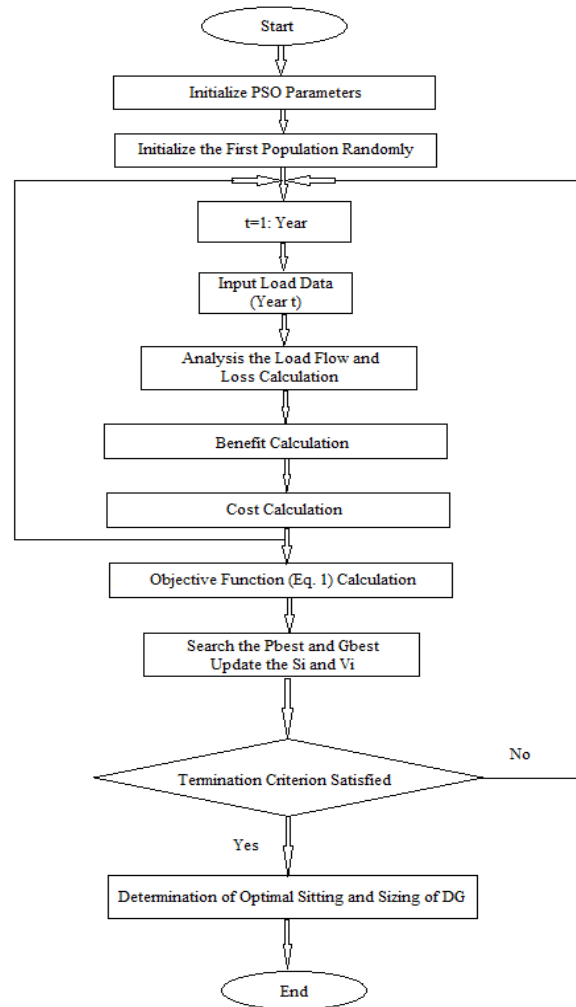 Start
Initialize PSO Parameters
Initialize the First Population Randomly
t=1: Year
Input Load Data
(Year t)
Analysis the Load Flow and
Loss Calculation
Benefit Calculation
Cost Calculation
Objective Function (Eq. 1) Calculation
Search the Pbest and Gbest
Update the Si and Vi
No
Termination Criterion Satisfied
Yes
Determination of Optimal Sitting and Sizing of DG
End